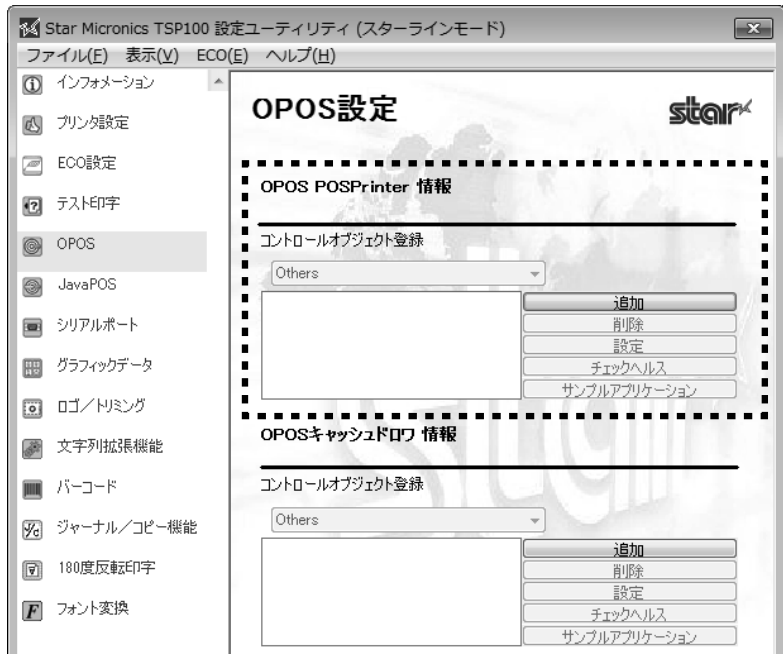 Star Micronics TSP100 設定ユーティリティ (スターラインモード)
ファイル(F) 表示(V) ECO(E) ヘルプ(H)
インフォメーション
プリンタ設定
ECO設定
テスト印字
OPOS
JavaPOS
シリアルポート
グラフィックデータ
ロゴ/トリミング
文字列拡張機能
バーコード
ジャーナル/コピー機能
180度反転印字
フォント変換
OPOS設定
star
OPOS POSPrinter 情報
コントロールオブジェクト登録
Others
追加
削除
設定
チェックヘルス
サンプルアプリケーション
OPOSキャッシュドロワ 情報
コントロールオブジェクト登録
Others
追加
削除
設定
チェックヘルス
サンプルアプリケーション